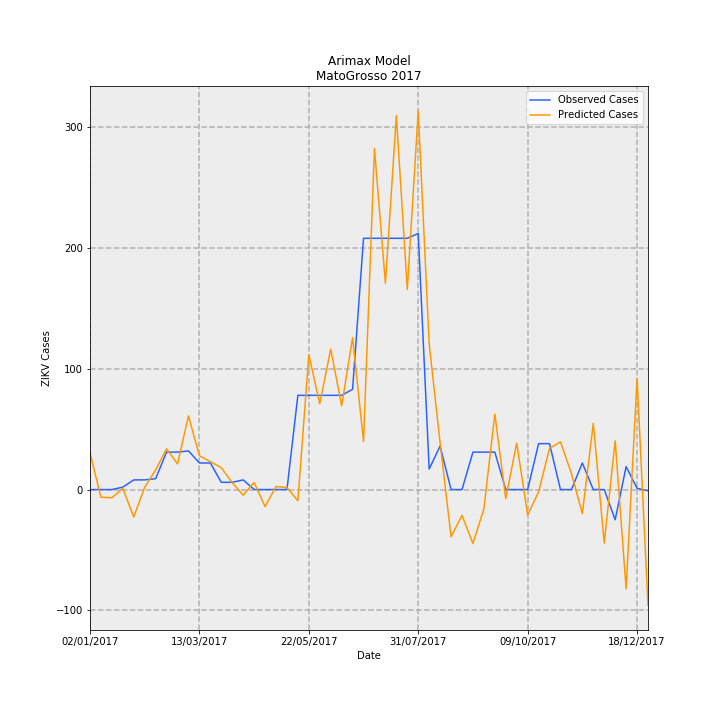 Arimax Model
MatoGrosso 2017
Observed Cases
Predicted Cases
300
200
100
0
−100
ZIKV Cases
02/01/2017 13/03/2017 22/05/2017 31/07/2017 09/10/2017 18/12/2017
Date